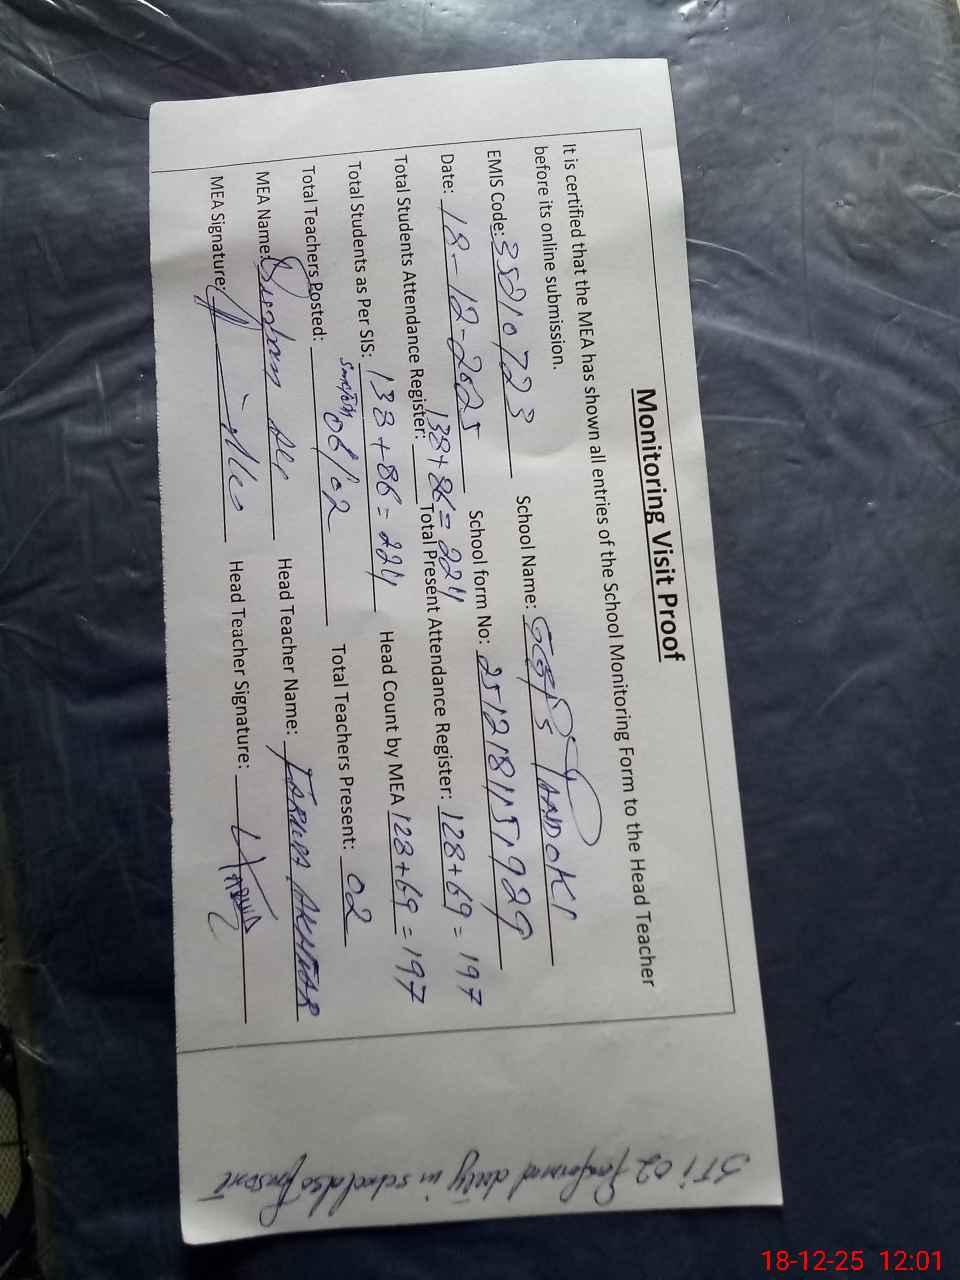 Monitoring Visit Proof
It is certified that the MEA has shown all entries of the School Monitoring Form to the Head Teacher
before its online submission.
EMIS Code: 38210723 School Name: TANDOKI
Date: 18-12-2025 School form No:
138+86=224
Total Students Attendance Register: Total Present Attendance Register: 128+69=197
Total Students as Per SIS: 138+86=224 Head Count by MEA 128+69=197
Total Teachers Posted: 06/02 Total Teachers Present: 02
MEA Name: Head Teacher Name: AKHTAR
MEA Signature: Head Teacher Signature:
STI 02 Performed duty in school also present
18-12-25 12:01